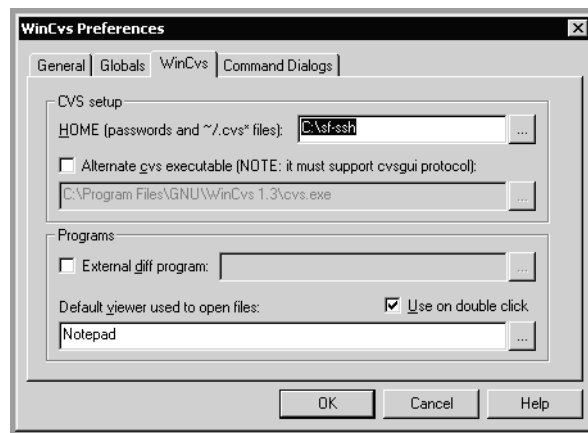 WinCvs Preferences
General Globals WinCvs Command Dialogs
CVS setup
HOME (passwords and ~/.cvs* files): C:\sf-ssh ...
Alternate cvs executable (NOTE: it must support cvsgui protocol):
C:\Program Files\GNU\WinCvs 1.3\cvs.exe ...
Programs
External diff program: ...
Default viewer used to open files: Use on double click
Notepad ...
OK Cancel Help